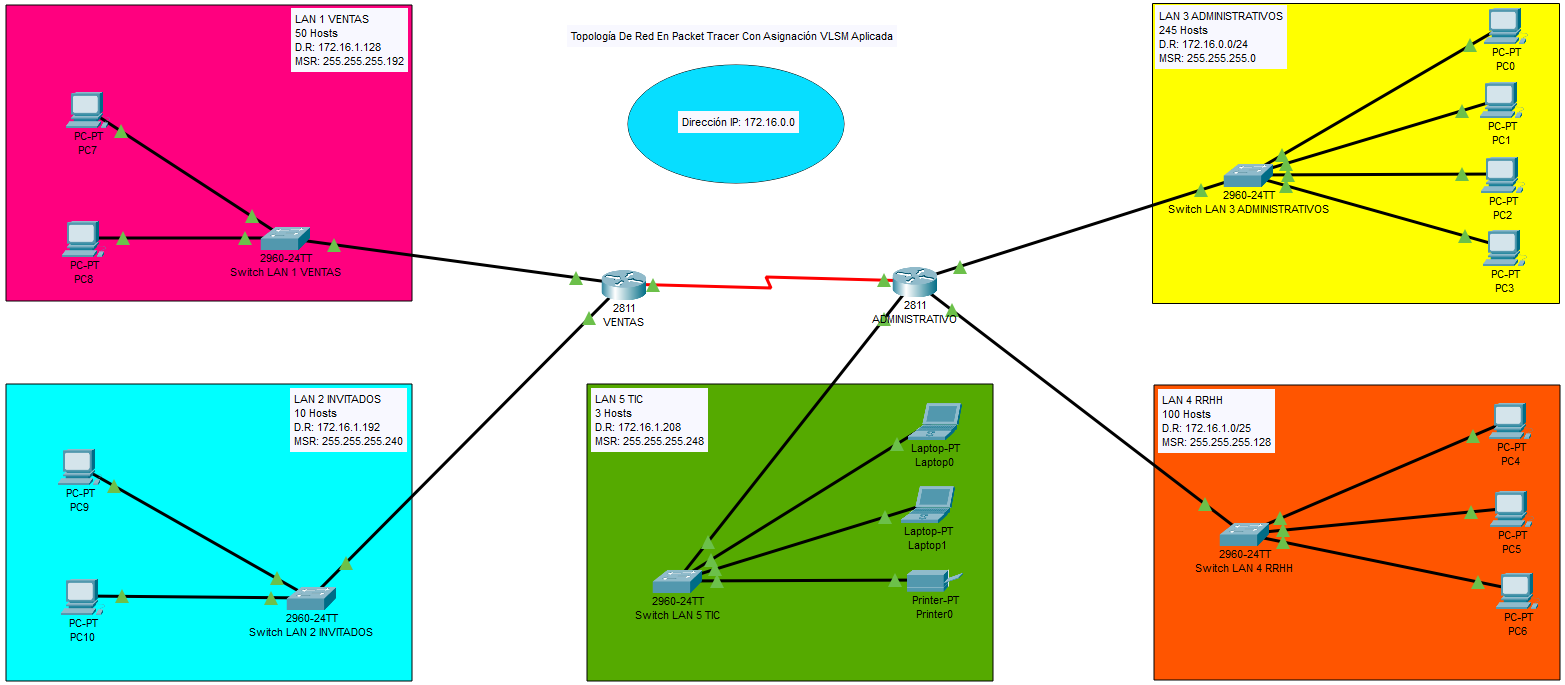 LAN 1 VENTAS
50 Hosts
D.R: 172.16.1.128
MSR: 255.255.255.192
PC-PT
PC7
PC-PT
PC8
2960-24TT
Switch LAN 1 VENTAS
Topología De Red En Packet Tracer Con Asignación VLSM Aplicada
Dirección IP: 172.16.0.0
LAN 3 ADMINISTRATIVOS
245 Hosts
D.R: 172.16.0.0/24
MSR: 255.255.255.0
PC-PT
PC0
PC-PT
PC1
PC-PT
PC2
PC-PT
PC3
2960-24TT
Switch LAN 3 ADMINISTRATIVOS
2811
VENTAS
2811
ADMINISTRATIVO
LAN 2 INVITADOS
10 Hosts
D.R: 172.16.1.192
MSR: 255.255.255.240
PC-PT
PC9
PC-PT
PC10
2960-24TT
Switch LAN 2 INVITADOS
LAN 5 TIC
3 Hosts
D.R: 172.16.1.208
MSR: 255.255.255.248
Laptop-PT
Laptop0
Laptop-PT
Laptop1
Printer-PT
Printer0
2960-24TT
Switch LAN 5 TIC
LAN 4 RRHH
100 Hosts
D.R: 172.16.1.0/25
MSR: 255.255.255.128
PC-PT
PC4
PC-PT
PC5
PC-PT
PC6
2960-24TT
Switch LAN 4 RRHH